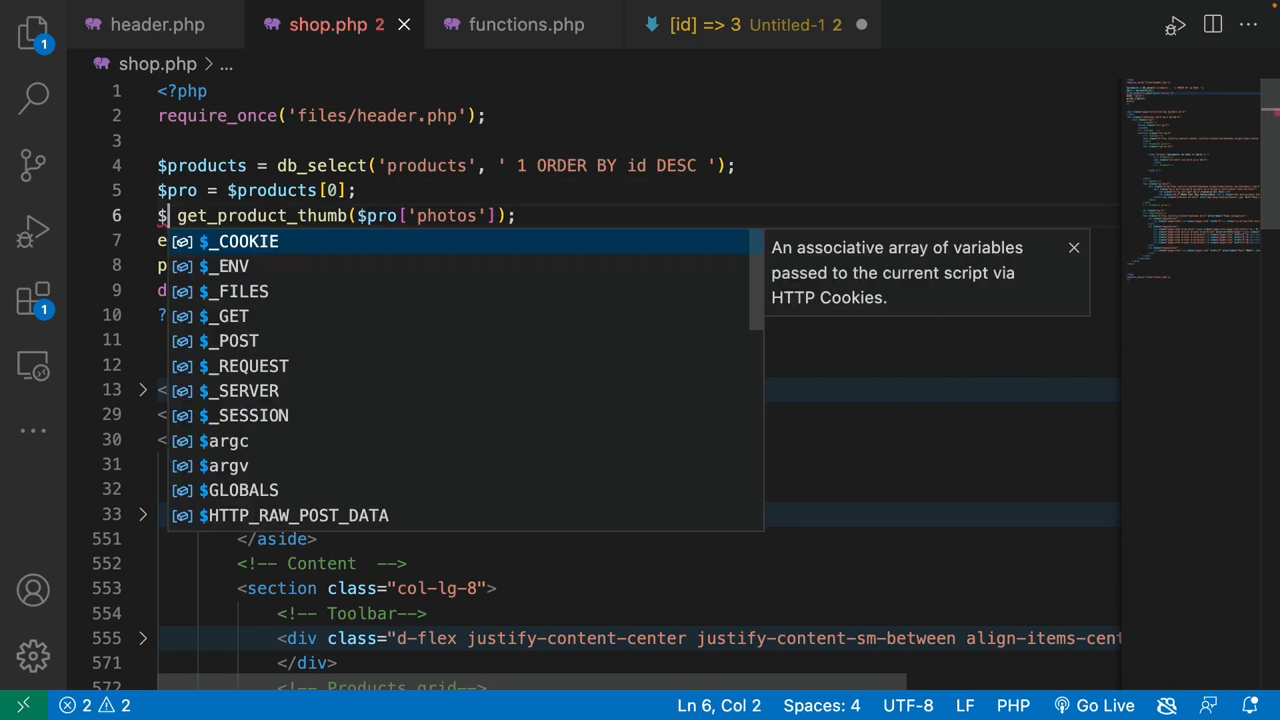 header.php
shop.php 2
functions.php
[id] => 3 Untitled-1 2
1
shop.php > ...
1 <?php
2 require_once('files/header.php');
3
4 $products = db_select('products', ' 1 ORDER BY id DESC ');
5 $pro = $products[0];
6 $ get_product_thumb($pro['photos']);
7 e
8 p
9 d
10 ?
11
12
13 <
29 <
30 <
31
32
33
$_COOKIE
$_ENV
$_FILES
$_GET
$_POST
$_REQUEST
$_SERVER
$_SESSION
$argc
$argv
$GLOBALS
$HTTP_RAW_POST_DATA
An associative array of variables
passed to the current script via
HTTP Cookies.
1
551 </aside>
552 <!-- Content  -->
553 <section class="col-lg-8">
554 <!-- Toolbar-->
555 <div class="d-flex justify-content-center justify-content-sm-between align-items-cent
571 </div>
572 <!-- Products grid-->
2 2
Ln 6, Col 2
Spaces: 4
UTF-8
LF
PHP
Go Live